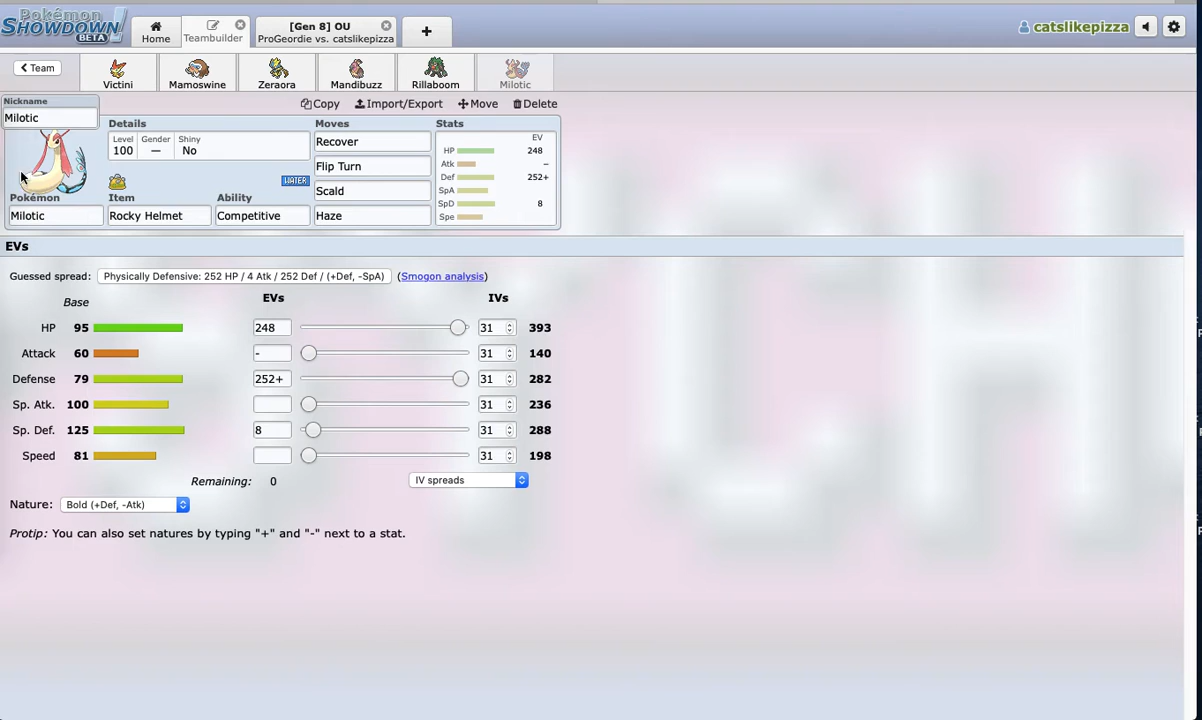 Pokémon
SHOWDOWN!
BETA
Home
Teambuilder
[Gen 8] OU
ProGeordie vs. catslikepizza
+
catslikepizza
Team
Victini
Mamoswine
Zeraora
Mandibuzz
Rillaboom
Milotic
Copy
Import/Export
Move
Delete
Nickname
Milotic
Details
Level
100
Gender
—
Shiny
No
WATER
Pokémon
Milotic
Item
Rocky Helmet
Ability
Competitive
Moves
Recover
Flip Turn
Scald
Haze
Stats
EV
HP 248
Atk –
Def 252+
SpA
SpD 8
Spe
EVs
Guessed spread: Physically Defensive: 252 HP / 4 Atk / 252 Def / (+Def, -SpA) (Smogon analysis)
Base EVs IVs
HP 95 248 31 393
Attack 60 - 31 140
Defense 79 252+ 31 282
Sp. Atk. 100 31 236
Sp. Def. 125 8 31 288
Speed 81 31 198
Remaining: 0 IV spreads
Nature: Bold (+Def, -Atk)
Protip: You can also set natures by typing "+" and "-" next to a stat.